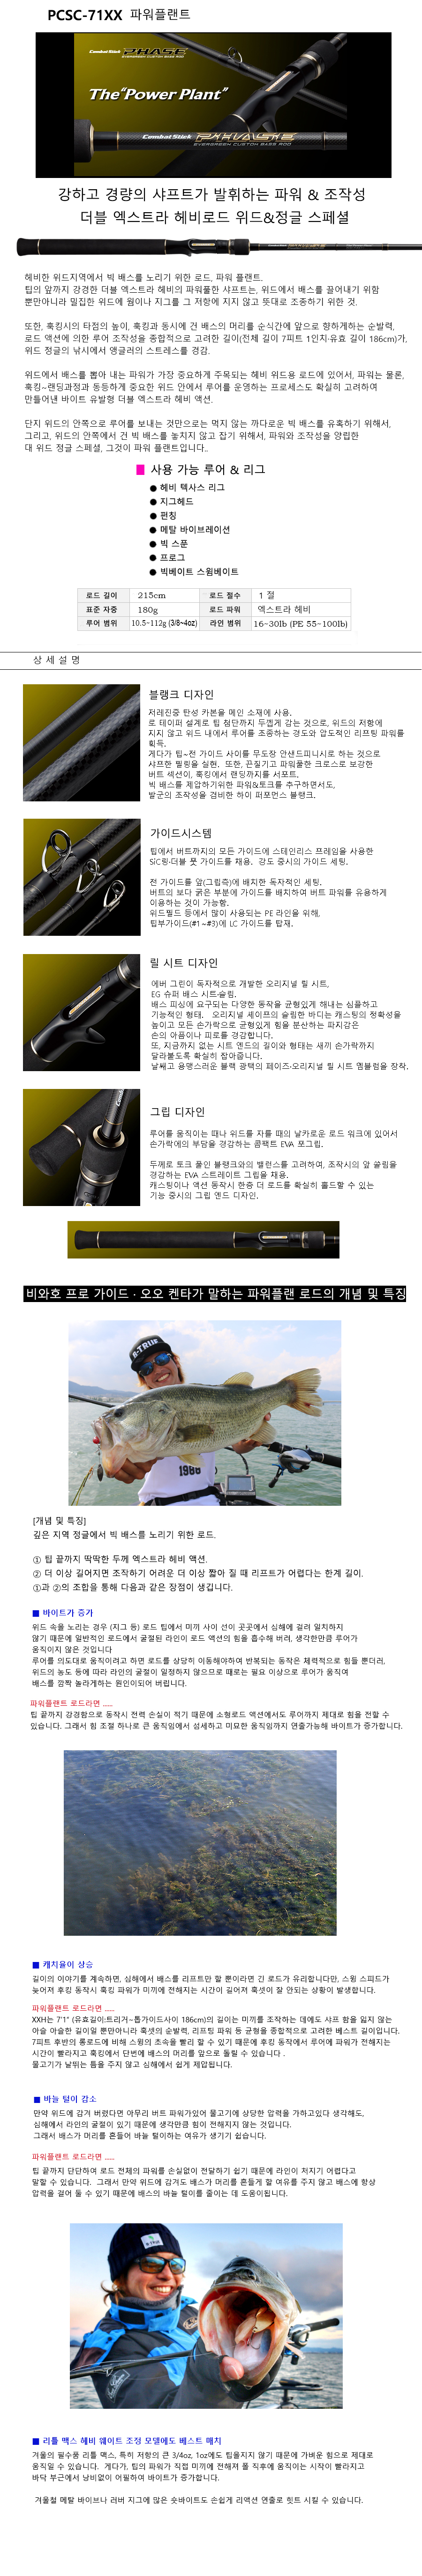 PCSC-71XX 파워플랜트
Combat Stick PHASE
EVERGREEN CUSTOM BASS ROD
The "Power Plant"
Combat Stick PHASE
EVERGREEN CUSTOM BASS ROD
강하고 경량의 샤프트가 발휘하는 파워 & 조작성
더블 엑스트라 헤비로드 위드&정글 스페셜
헤비한 위드지역에서 빅 배스를 노리기 위한 로드, 파워 플랜트.
팁의 앞까지 강경한 더블 엑스트라 헤비의 파워풀한 샤프트는, 위드에서 배스를 끌어내기 위함
뿐만아니라 밀집한 위드에 웜이나 지그를 그 저항에 지지 않고 뜻대로 조종하기 위한 것.
또한, 훅킹시의 타점의 높이, 훅킹과 동시에 건 배스의 머리를 순식간에 앞으로 향하게하는 순발력,
로드 액션에 의한 루어 조작성을 종합적으로 고려한 길이(전체 길이 7피트 1인치·유효 길이 186cm)가,
위드 정글의 낚시에서 앵글러의 스트레스를 경감.
위드에서 배스를 뽑아 내는 파워가 가장 중요하게 주목되는 헤비 위드용 로드에 있어서, 파워는 물론,
훅킹~랜딩과정과 동등하게 중요한 위드 안에서 루어를 운영하는 프로세스도 확실히 고려하여
만들어낸 바이트 유발형 더블 엑스트라 헤비 액션.
단지 위드의 안쪽으로 루어를 보내는 것만으로는 먹지 않는 까다로운 빅 배스를 유혹하기 위해서,
그리고, 위드의 안쪽에서 건 빅 배스를 놓치지 않고 잡기 위해서, 파워와 조작성을 양립한
대 위드 정글 스페셜, 그것이 파워 플랜트입니다..
■ 사용 가능 루어 & 리그
● 헤비 텍사스 리그
● 지그헤드
● 펀칭
● 메탈 바이브레이션
● 빅 스푼
● 프로그
● 빅베이트 스윔베이트
로드 길이 215cm 로드 절수 1 절
표준 자중 180g 로드 파워 엑스트라 헤비
루어 범위 10.5~112g (3/8~4oz) 라인 범위 16~30lb (PE 55~100lb)
상 세 설 명
블랭크 디자인
저레진중 탄성 카본을 메인 소재에 사용,
로 테이퍼 설계로 팁 첨단까지 두껍게 감는 것으로, 위드의 저항에
지지 않고 위드 내에서 루어를 조종하는 경도와 압도적인 리프팅 파워를
획득.
게다가 팁~전 가이드 사이를 무도장 안샌드피니시로 하는 것으로
샤프한 필링을 실현. 또한, 끈질기고 파워풀한 크로스로 보강한
버트 섹션이, 훅킹에서 랜딩까지를 서포트.
빅 배스를 제압하기위한 파워&토크를 추구하면서도,
발군의 조작성을 겸비한 하이 퍼포먼스 블랭크.
가이드시스템
팁에서 버트까지의 모든 가이드에 스테인리스 프레임을 사용한
SiC링·더블 풋 가이드를 채용. 강도 중시의 가이드 세팅.
전 가이드를 앞(그립측)에 배치한 독자적인 세팅.
버트의 보다 굵은 부분에 가이드를 배치하여 버트 파워를 유용하게
이용하는 것이 가능함.
위드필드 등에서 많이 사용되는 PE 라인을 위해,
팁부가이드(#1~#3)에 LC 가이드를 탑재.
릴 시트 디자인
에버 그린이 독자적으로 개발한 오리지널 릴 시트,
EG 슈퍼 배스 시트·슬림.
배스 피싱에 요구되는 다양한 동작을 균형있게 해내는 심플하고
기능적인 형태. 오리지널 세이프의 슬림한 바디는 캐스팅의 정확성을
높이고 모든 손가락으로 균형있게 힘을 분산하는 파지감은
손의 아픔이나 피로를 경감합니다.
또, 지금까지 없는 시트 엔드의 길이와 형태는 새끼 손가락까지
달라붙도록 확실히 잡아줍니다.
날쌔고 용맹스러운 블랙 광택의 페이즈·오리지널 릴 시트 엠블럼을 장착.
그립 디자인
루어를 움직이는 때나 위드를 자를 때의 날카로운 로드 워크에 있어서
손가락에의 부담을 경감하는 콤팩트 EVA 포그립.
두께로 토크 풀인 블랭크와의 밸런스를 고려하여, 조작시의 앞 쏠림을
경감하는 EVA 스트레이트 그립을 채용.
캐스팅이나 액션 동작시 한층 더 로드를 확실히 홀드할 수 있는
기능 중시의 그립 엔드 디자인.
비와호 프로 가이드 · 오오 켄타가 말하는 파워플랜 로드의 개념 및 특징
[개념 및 특징]
깊은 지역 정글에서 빅 배스를 노리기 위한 로드.
① 팁 끝까지 딱딱한 두께 엑스트라 헤비 액션.
② 더 이상 길어지면 조작하기 어려운 더 이상 짧아 질 때 리프트가 어렵다는 한계 길이.
①과 ②의 조합을 통해 다음과 같은 장점이 생깁니다.
■ 바이트가 증가
위드 속을 노리는 경우 (지그 등) 로드 팁에서 미끼 사이 선이 곳곳에서 심해에 걸려 일치하지
않기 때문에 일반적인 로드에서 굴절된 라인이 로드 액션의 힘을 흡수해 버려, 생각한만큼 루어가
움직이지 않은 것입니다
루어를 의도대로 움직이려고 하면 로드를 상당히 이동해야하여 반복되는 동작은 체력적으로 힘들 뿐더러,
위드의 농도 등에 따라 라인의 굴절이 일정하지 않으므로 때로는 필요 이상으로 루어가 움직여
배스를 깜짝 놀라게하는 원인이되어 버립니다.
파워플랜트 로드라면 ......
팁 끝까지 강경함으로 동작시 전력 손실이 적기 때문에 소형로드 액션에서도 루어까지 제대로 힘을 전할 수
있습니다. 그래서 힘 조절 하나로 큰 움직임에서 섬세하고 미묘한 움직임까지 연출가능해 바이트가 증가합니다.
■ 캐치율이 상승
길이의 이야기를 계속하면, 심해에서 배스를 리프트만 할 뿐이라면 긴 로드가 유리합니다만, 스윙 스피드가
늦어져 후킹 동작시 훅킹 파워가 미끼에 전해지는 시간이 길어져 훅셋이 잘 안되는 상황이 발생합니다.
파워플랜트 로드라면 ......
XXH는 7'1" (유효길이:트리거~톱가이드사이 186cm)의 길이는 미끼를 조작하는 데에도 샤프 함을 잃지 않는
아슬 아슬한 길이일 뿐만아니라 훅셋의 순발력, 리프팅 파워 등 균형을 종합적으로 고려한 베스트 길이입니다.
7피트 후반의 롱로드에 비해 스윙의 초속을 빨리 할 수 있기 때문에 후킹 동작에서 루어에 파워가 전해지는
시간이 빨라지고 훅킹에서 단번에 배스의 머리를 앞으로 돌릴 수 있습니다 .
물고기가 날뛰는 틈을 주지 않고 심해에서 쉽게 제압됩니다.
■ 바늘 털이 감소
만약 위드에 감겨 버렸다면 아무리 버트 파워가있어 물고기에 상당한 압력을 가하고있다 생각해도,
심해에서 라인의 굴절이 있기 때문에 생각만큼 힘이 전해지지 않는 것입니다.
그래서 배스가 머리를 흔들어 바늘 털이하는 여유가 생기기 쉽습니다.
파워플랜트 로드라면 ......
팁 끝까지 단단하여 로드 전체의 파워를 손실없이 전달하기 쉽기 때문에 라인이 처지기 어렵다고
말할 수 있습니다. 그래서 만약 위드에 감겨도 배스가 머리를 흔들게 할 여유를 주지 않고 배스에 항상
압력을 걸어 둘 수 있기 때문에 배스의 바늘 털이를 줄이는 데 도움이됩니다.
■ 리틀 맥스 헤비 웨이트 조정 모델에도 베스트 매치
겨울의 필수품 리틀 맥스, 특히 저항의 큰 3/4oz, 1oz에도 팁을지지 않기 때문에 가벼운 힘으로 제대로
움직일 수 있습니다. 게다가, 팁의 파워가 직접 미끼에 전해져 폴 직후에 움직이는 시작이 빨라지고
바닥 부근에서 낭비없이 어필하여 바이트가 증가합니다.
겨울철 메탈 바이브나 러버 지그에 많은 숏바이트도 손쉽게 리액션 연출로 히트 시킬 수 있습니다.